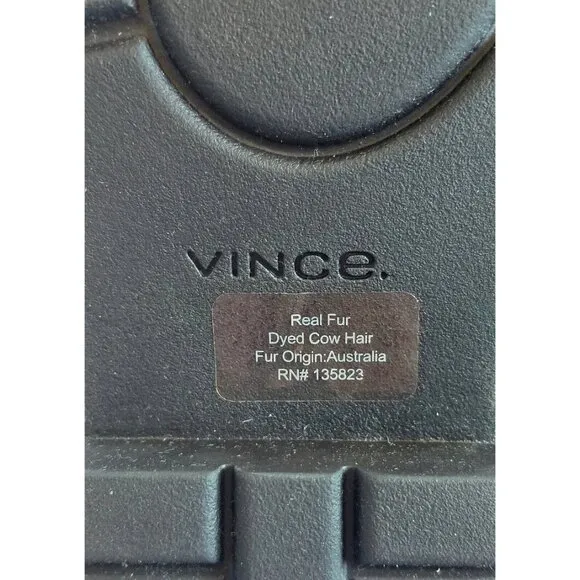 VINCe.
Real Fur
Dyed Cow Hair
Fur Origin:Australia
RN# 135823